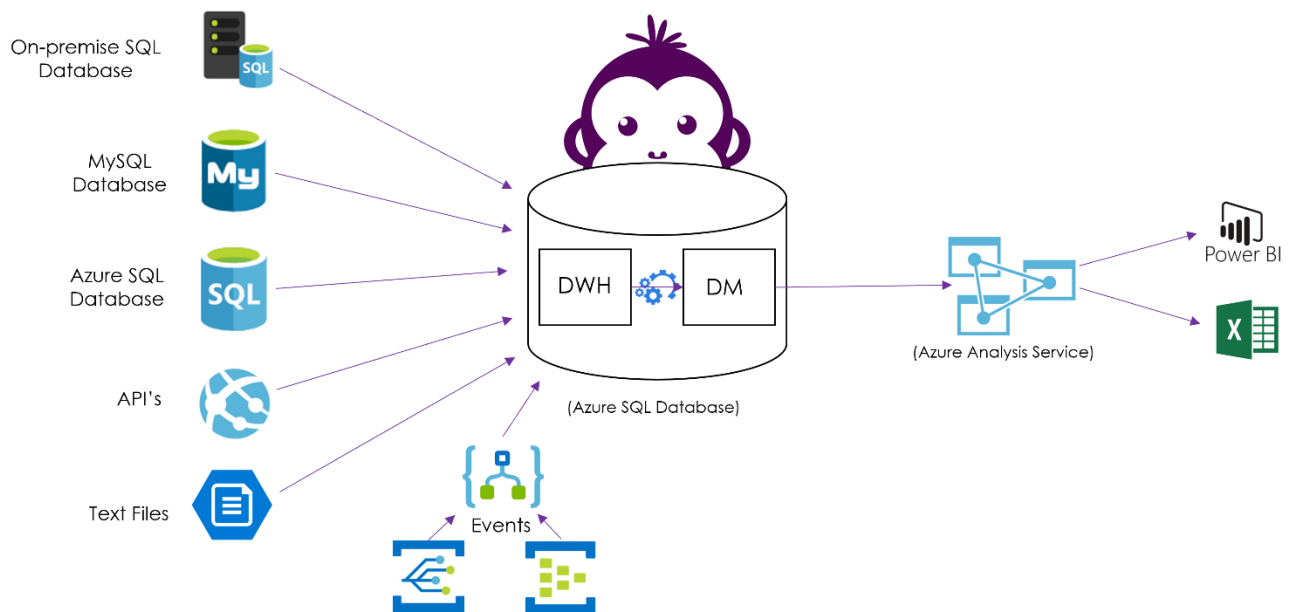 On-premise SQL
Database
SQL
MySQL
Database
My
Azure SQL
Database
SQL
API's
Text Files
DWH
DM
(Azure SQL Database)
Events
(Azure Analysis Service)
Power BI
X